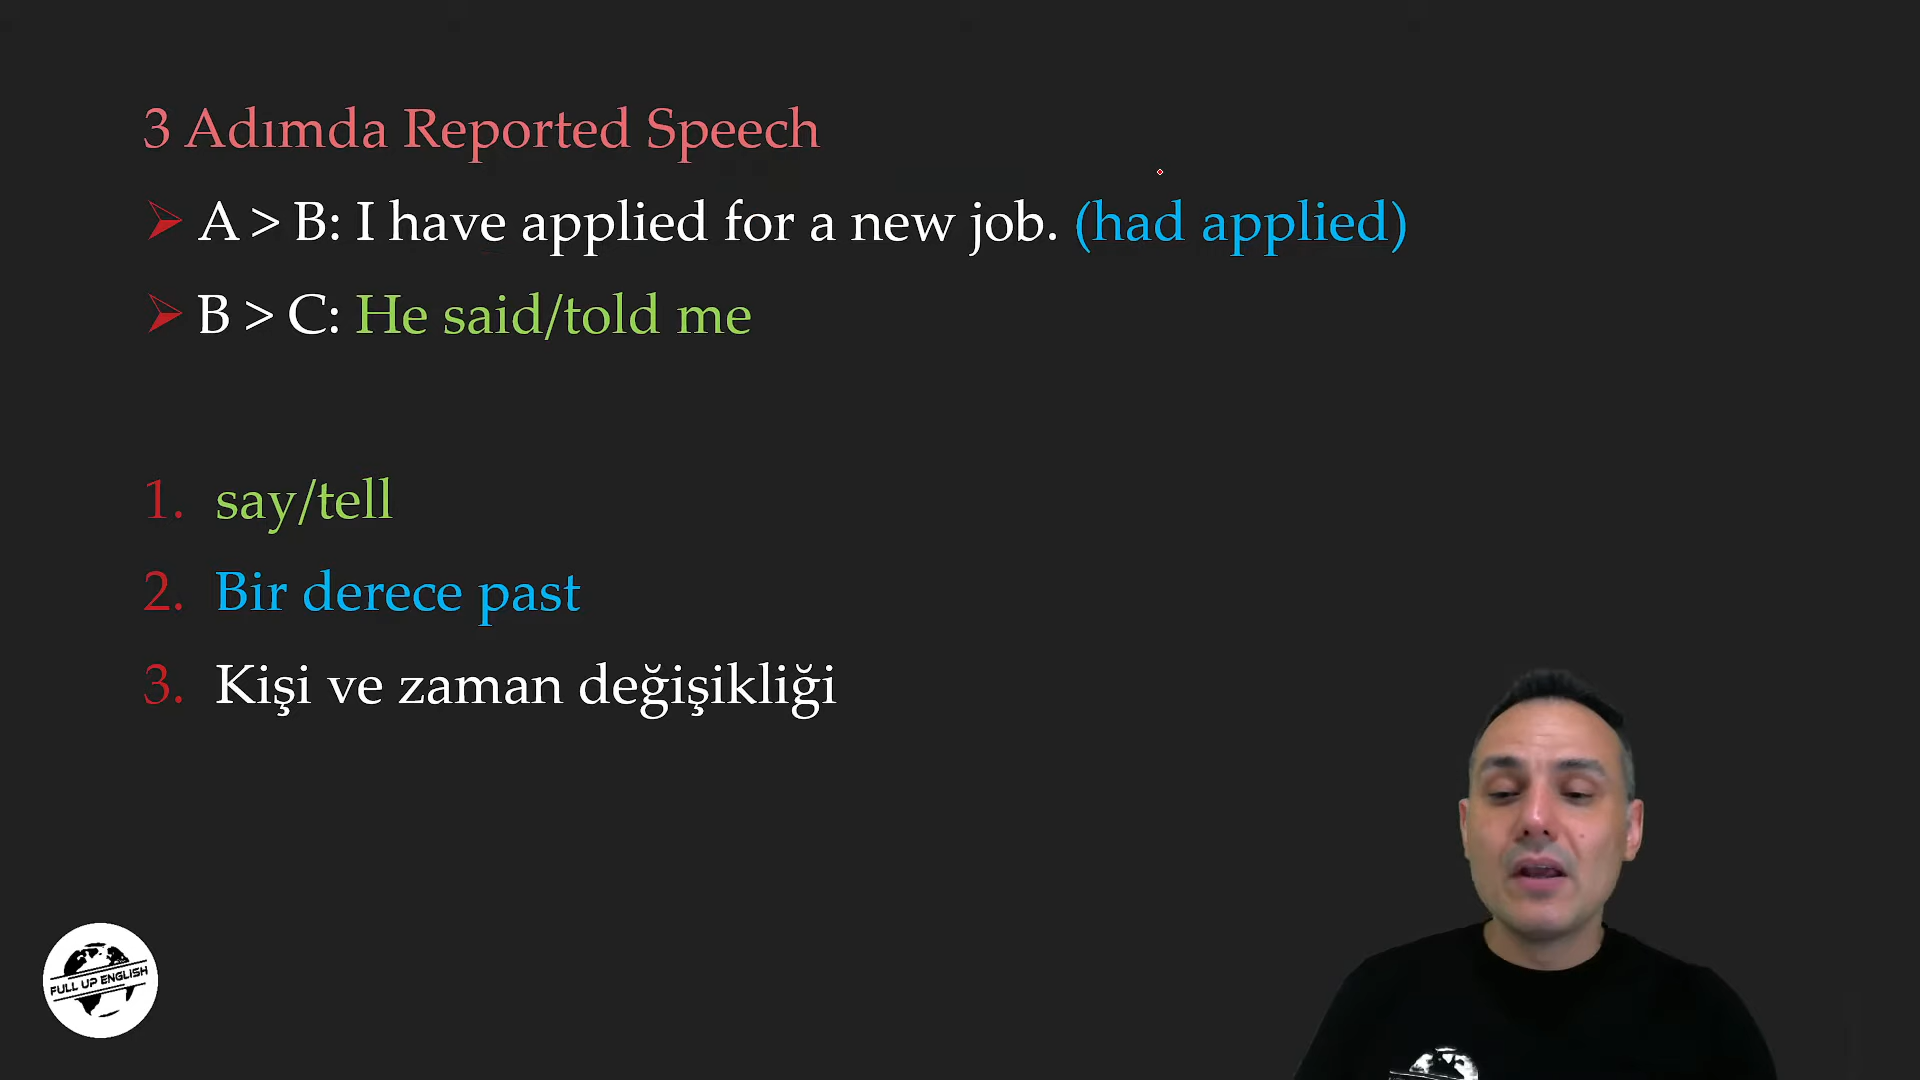 3 Adımda Reported Speech
A > B: I have applied for a new job. (had applied)
B > C: He said/told me
1. say/tell
2. Bir derece past
3. Kişi ve zaman değişikliği
FULL UP ENGLISH